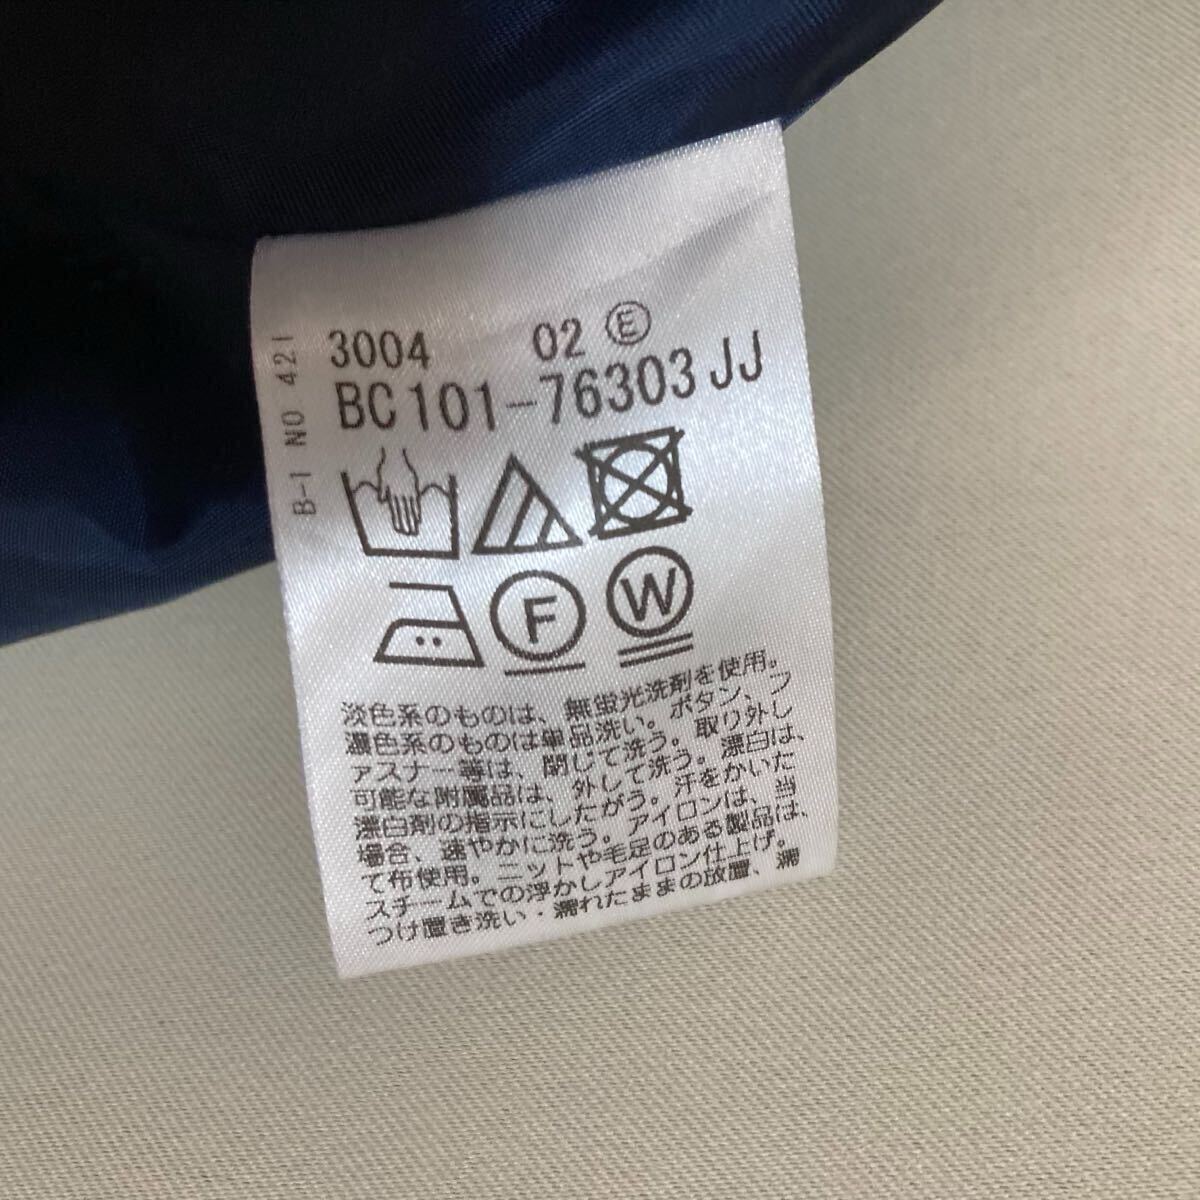 B-1 NO 421
3004 02 Ⓔ
BC101-76303JJ
F W
淡色系のものは、無蛍光洗剤を使用。
濃色系のものは単品洗い。ボタン、フ
ァスナー等は、閉じて洗う。取り外し
可能な附属品は、外して洗う。漂白は、
漂白剤の指示にしたがう。汗をかいた
場合、速やかに洗う。アイロンは、当
て布使用。ニットや毛足のある製品は、
スチームでの浮かしアイロン仕上げ。
つけ置き洗い・濡れたままの放置、濡